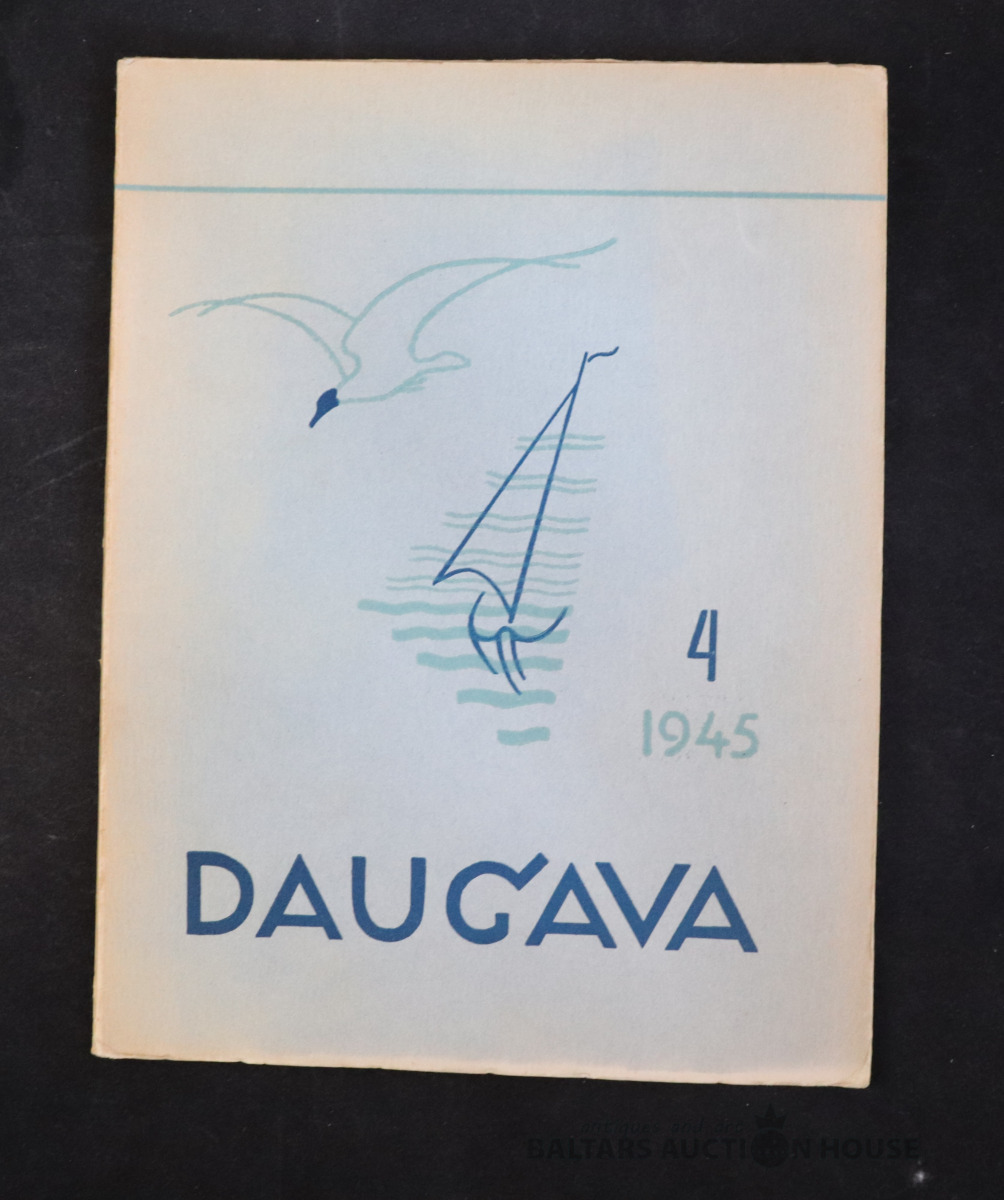 4
1945
DAUGAVA
BALTARS AUCTION HOUSE